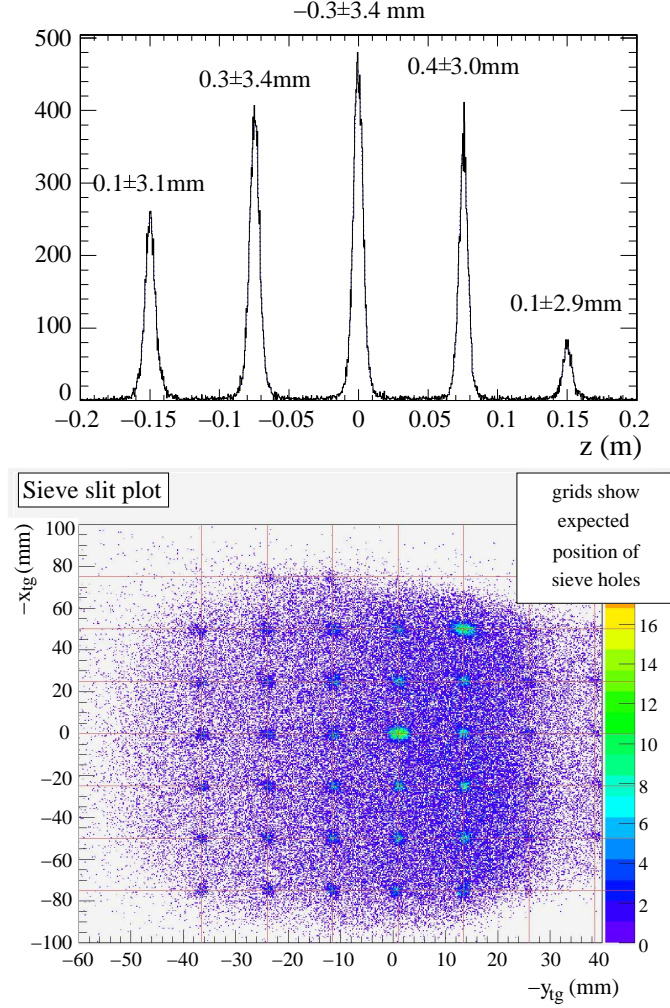 −0.3±3.4 mm
500
0.3±3.4mm
0.4±3.0mm
400
300
0.1±3.1mm
200
0.1±2.9mm
100
0
−0.2 −0.15 −0.1 −0.05 0 0.05 0.1 0.15 0.2
z (m)
Sieve slit plot
grids show
expected
position of
sieve holes
−x_tg (mm)
100
80
60
40
20
0
−20
−40
−60
−80
−100
−60 −50 −40 −30 −20 −10 0 10 20 30 40
−y_tg (mm)
16
14
12
10
8
6
4
2
0